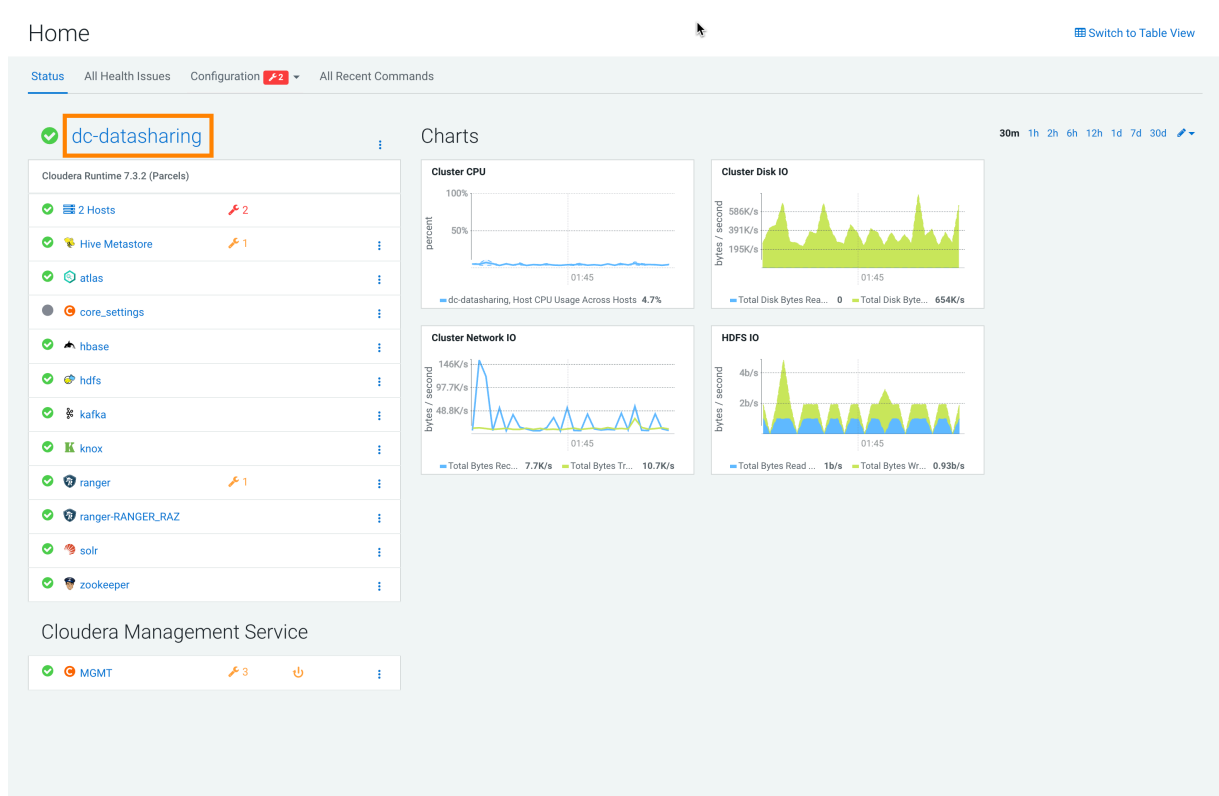 Home
Switch to Table View
Status All Health Issues Configuration 2 All Recent Commands
dc-datasharing
Cloudera Runtime 7.3.2 (Parcels)
2 Hosts 2
Hive Metastore 1
atlas
core_settings
hbase
hdfs
kafka
knox
ranger 1
ranger-RANGER_RAZ
solr
zookeeper
Cloudera Management Service
MGMT 3
Charts
30m 1h 2h 6h 12h 1d 7d 30d
Cluster CPU
percent
100%
50%
01:45
dc-datasharing, Host CPU Usage Across Hosts 4.7%
Cluster Disk IO
bytes / second
586K/s
391K/s
195K/s
01:45
Total Disk Bytes Rea... 0 Total Disk Byte... 654K/s
Cluster Network IO
bytes / second
146K/s
97.7K/s
48.8K/s
01:45
Total Bytes Rec... 7.7K/s Total Bytes Tr... 10.7K/s
HDFS IO
bytes / second
4b/s
2b/s
01:45
Total Bytes Read ... 1b/s Total Bytes Wr... 0.93b/s